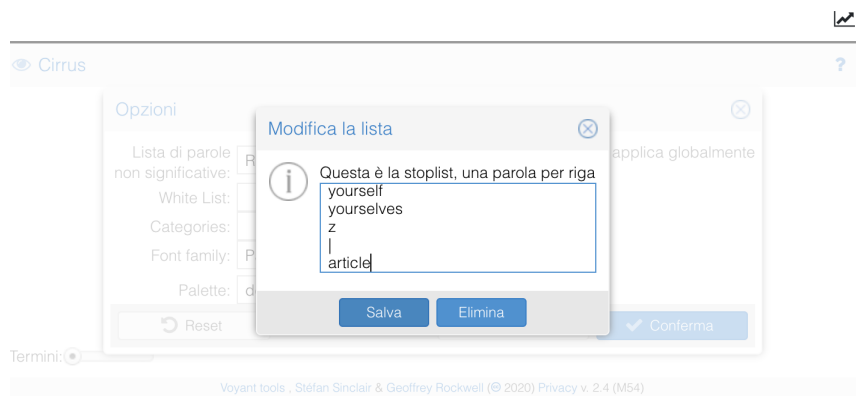 Cirrus
?
Opzioni
Modifica la lista
Lista di parole
non significative:
R
applica globalmente
Questa è la stoplist, una parola per riga
yourself
yourselves
z
|
article
White List:
Categories:
Font family:
P
Palette:
d
Salva
Elimina
Reset
Conferma
Termini:
Voyant tools , Stéfan Sinclair & Geoffrey Rockwell (2020) Privacy v. 2.4 (M54)